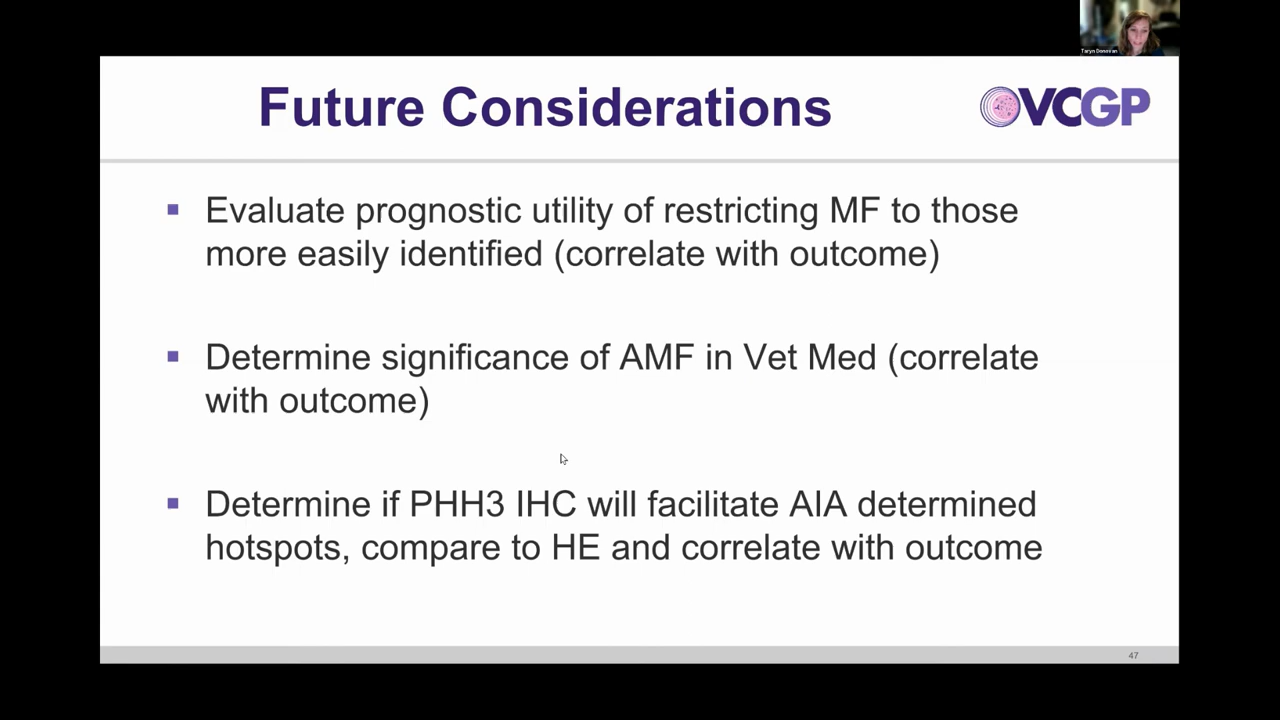 Taryn Donovan
Future Considerations
VCGP
Evaluate prognostic utility of restricting MF to those
more easily identified (correlate with outcome)
Determine significance of AMF in Vet Med (correlate
with outcome)
Determine if PHH3 IHC will facilitate AIA determined
hotspots, compare to HE and correlate with outcome
47